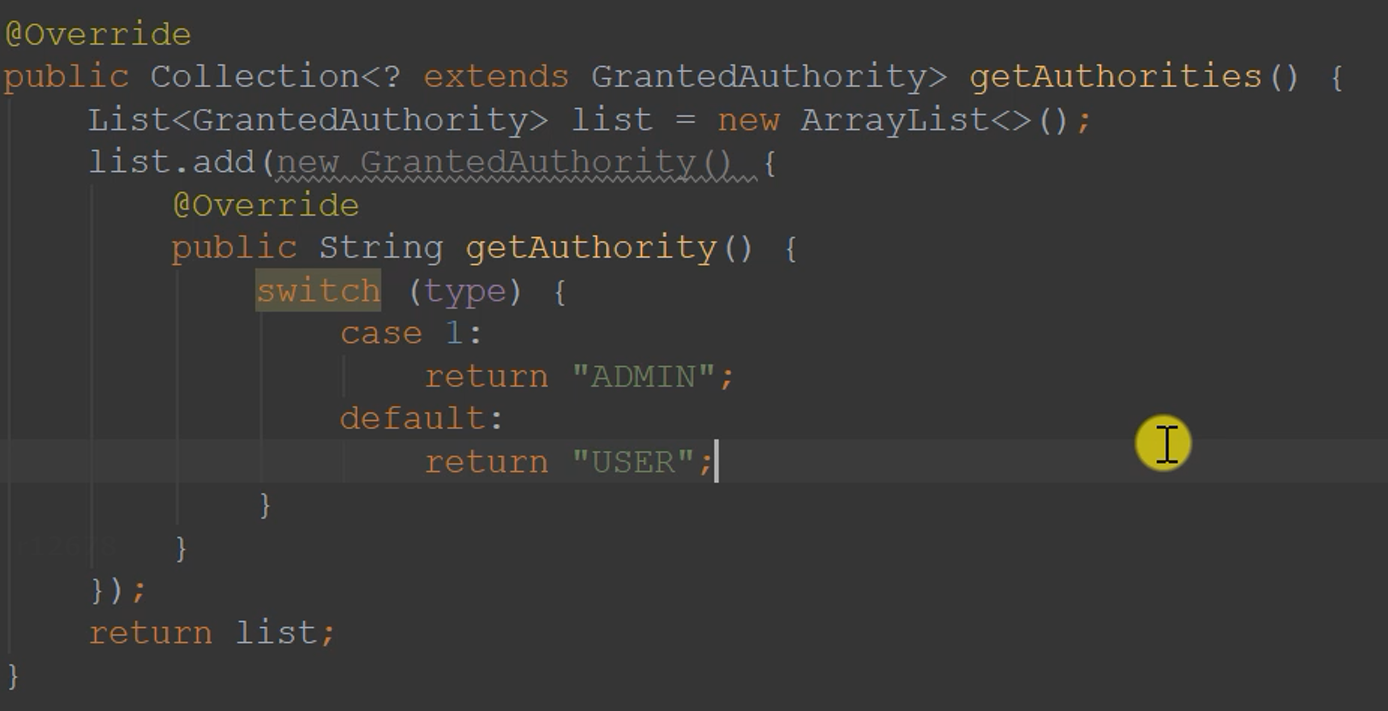 @Override
public Collection<? extends GrantedAuthority> getAuthorities() {
    List<GrantedAuthority> list = new ArrayList<>();
    list.add(new GrantedAuthority() {
        @Override
        public String getAuthority() {
            switch (type) {
                case 1:
                    return "ADMIN";
                default:
                    return "USER";
            }
        }
    });
    return list;
}